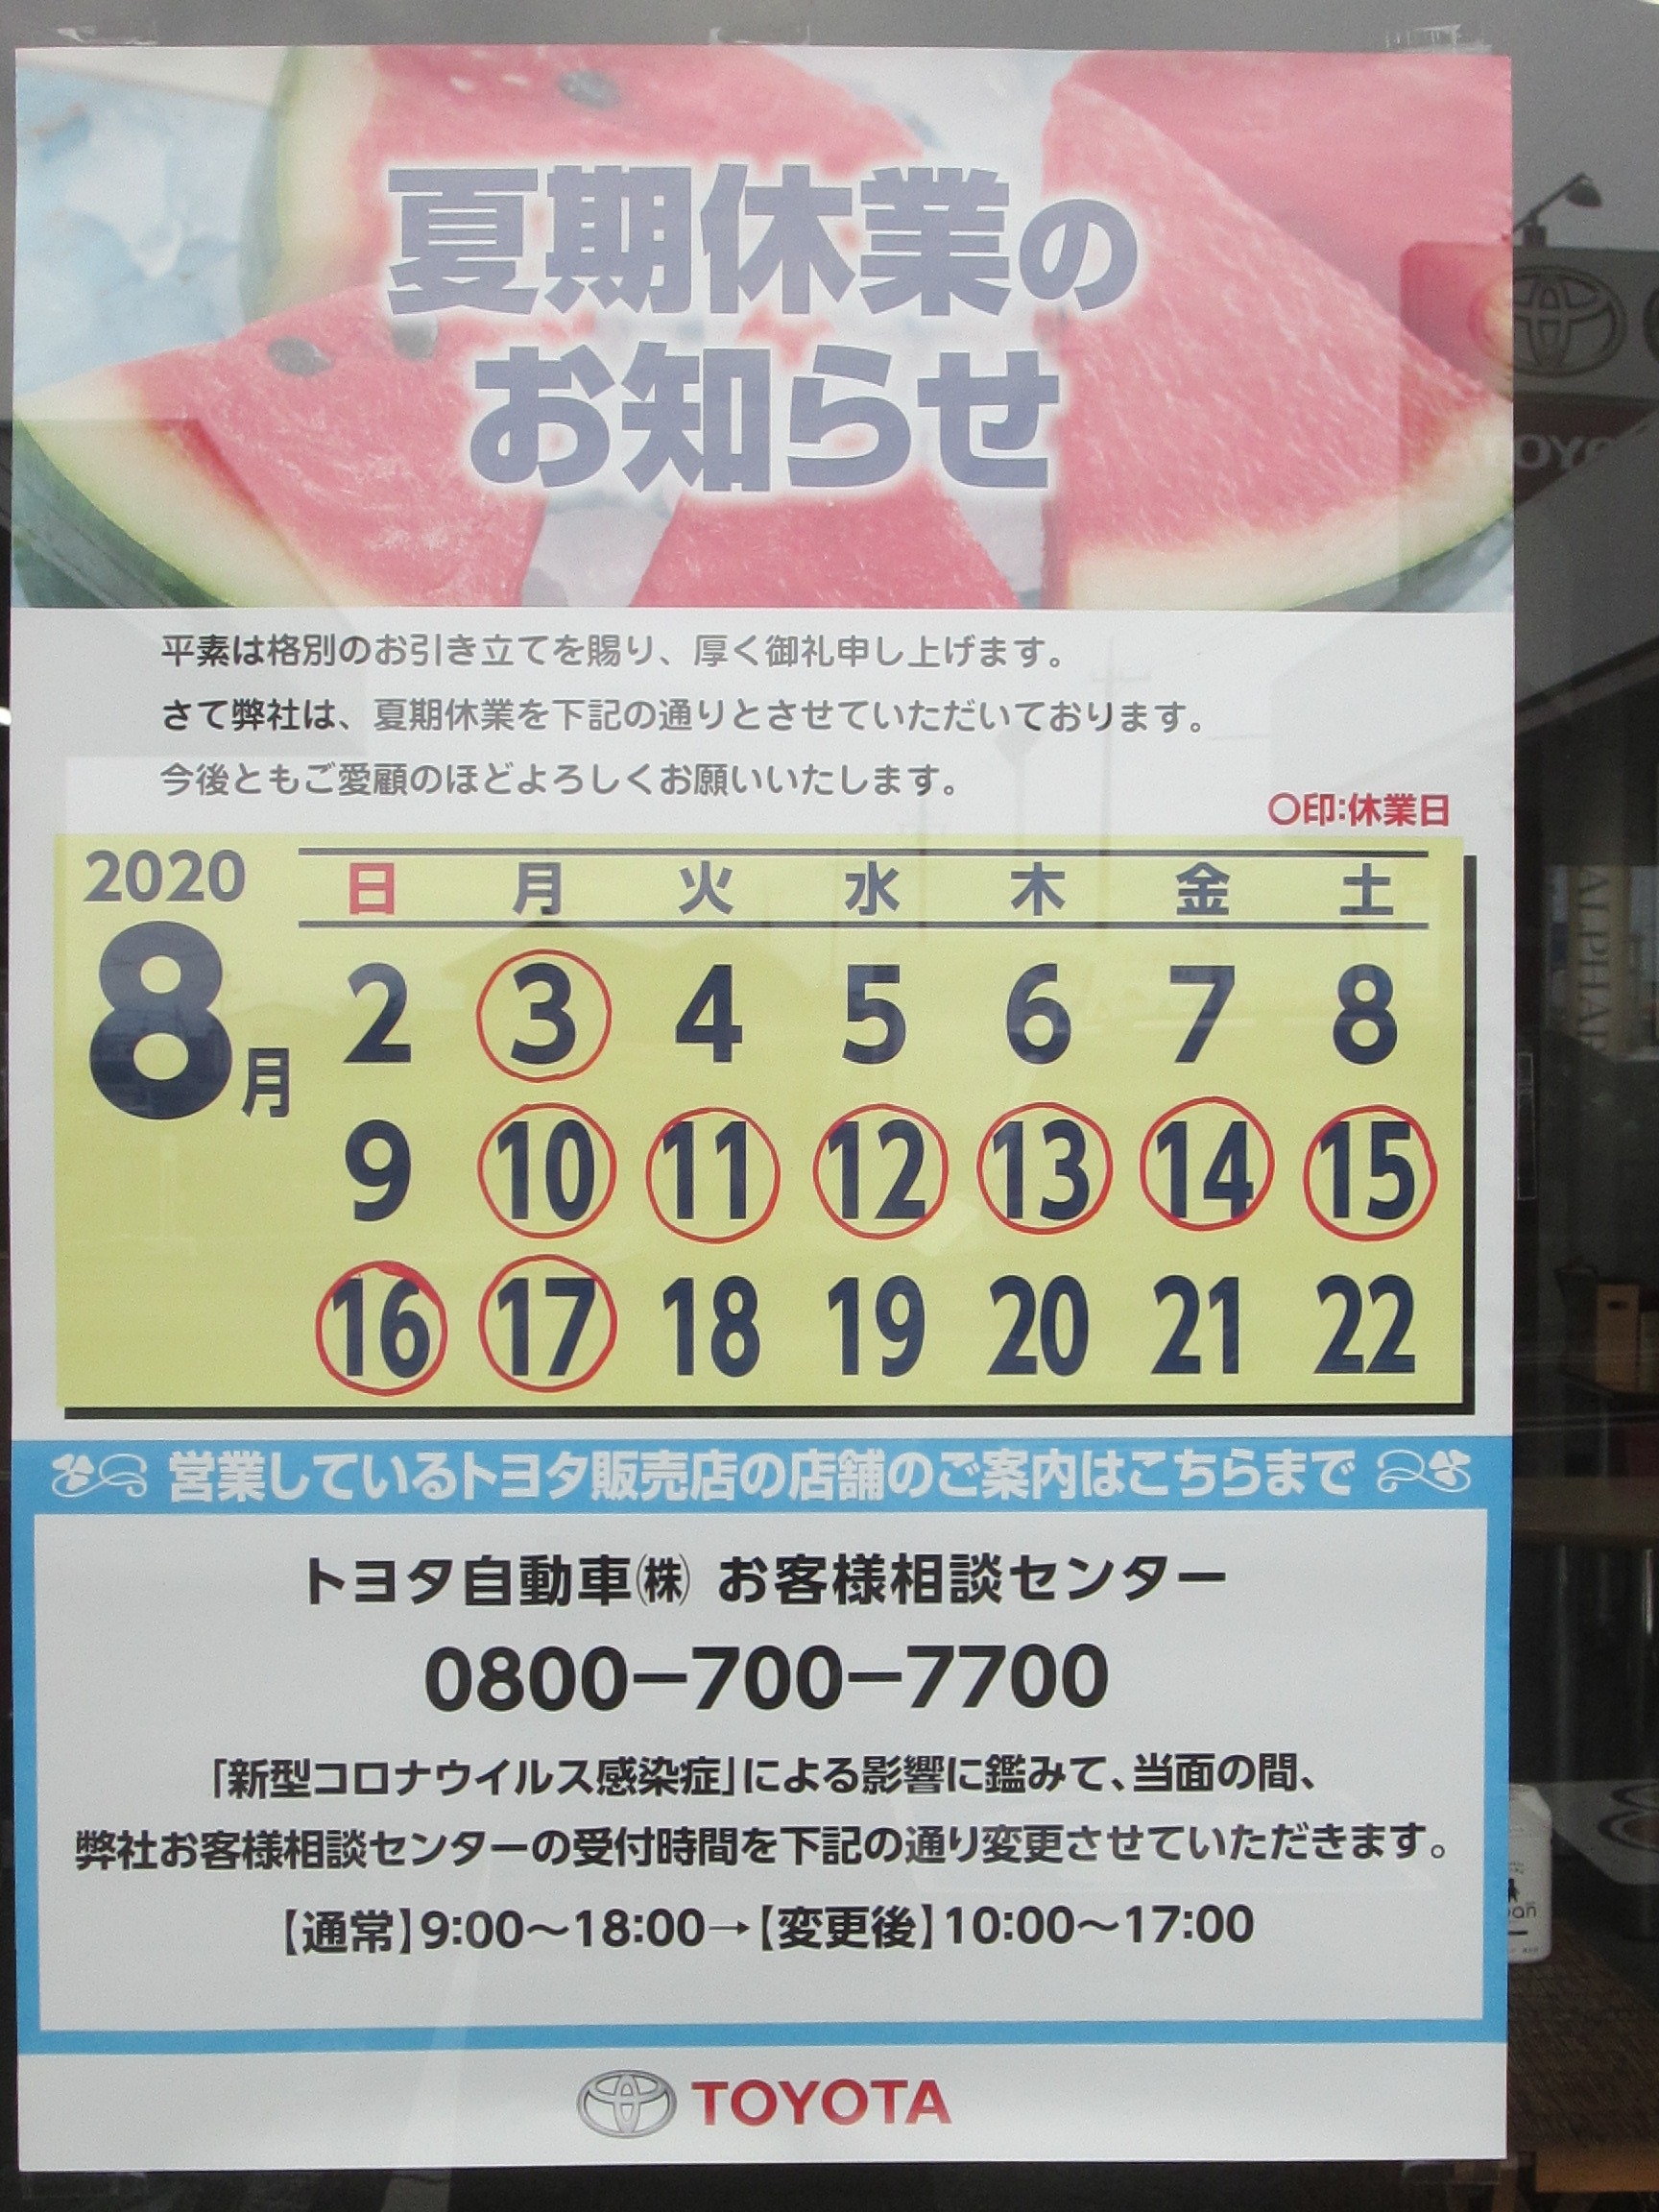 夏期休業の
お知らせ
平素は格別のお引き立てを賜り、厚く御礼申し上げます。
さて弊社は、夏期休業を下記の通りとさせていただいております。
今後ともご愛顧のほどよろしくお願いいたします。
〇印:休業日
2020
8月
日 月 火 水 木 金 土
2 3 4 5 6 7 8
9 10 11 12 13 14 15
16 17 18 19 20 21 22
営業しているトヨタ販売店の店舗のご案内はこちらまで
トヨタ自動車㈱ お客様相談センター
0800-700-7700
「新型コロナウイルス感染症」による影響に鑑みて、当面の間、
弊社お客様相談センターの受付時間を下記の通り変更させていただきます。
【通常】9:00～18:00→【変更後】10:00～17:00
TOYOTA